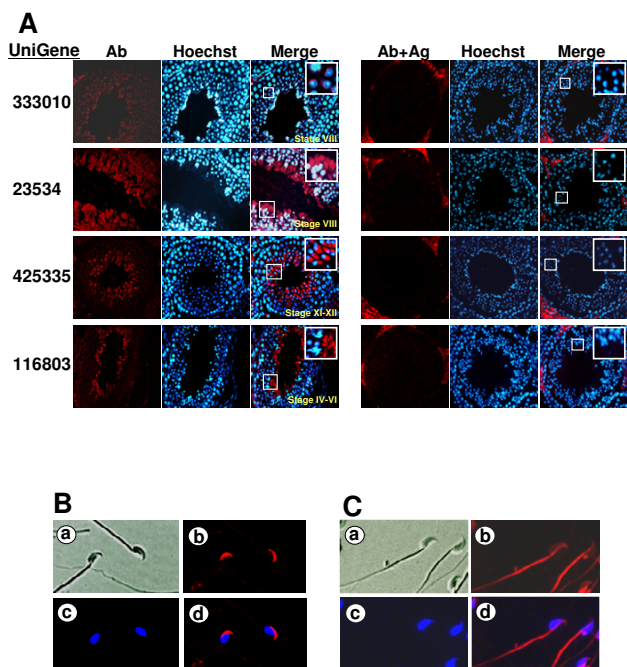 A
UniGene Ab Hoechst Merge Ab+Ag Hoechst Merge
333010
Stage VIII
23534
Stage VIII
425335
Stage XI-XII
116803
Stage IV-VI
B C
a b a b
c d c d